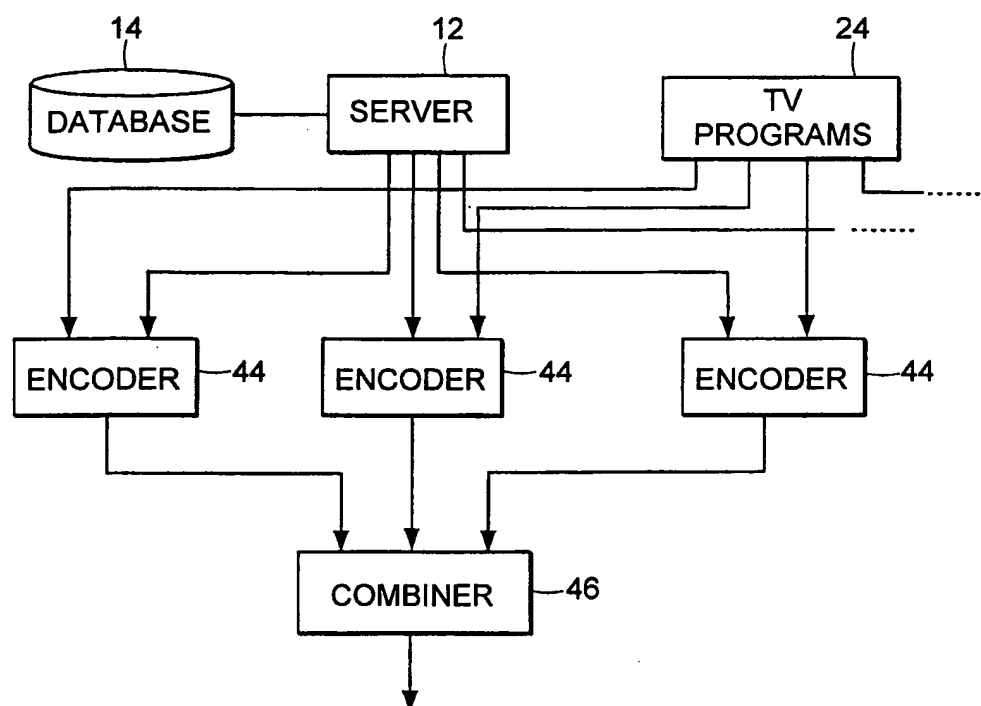 14
12
24
DATABASE
SERVER
TV
PROGRAMS
ENCODER
44
ENCODER
44
ENCODER
44
COMBINER
46